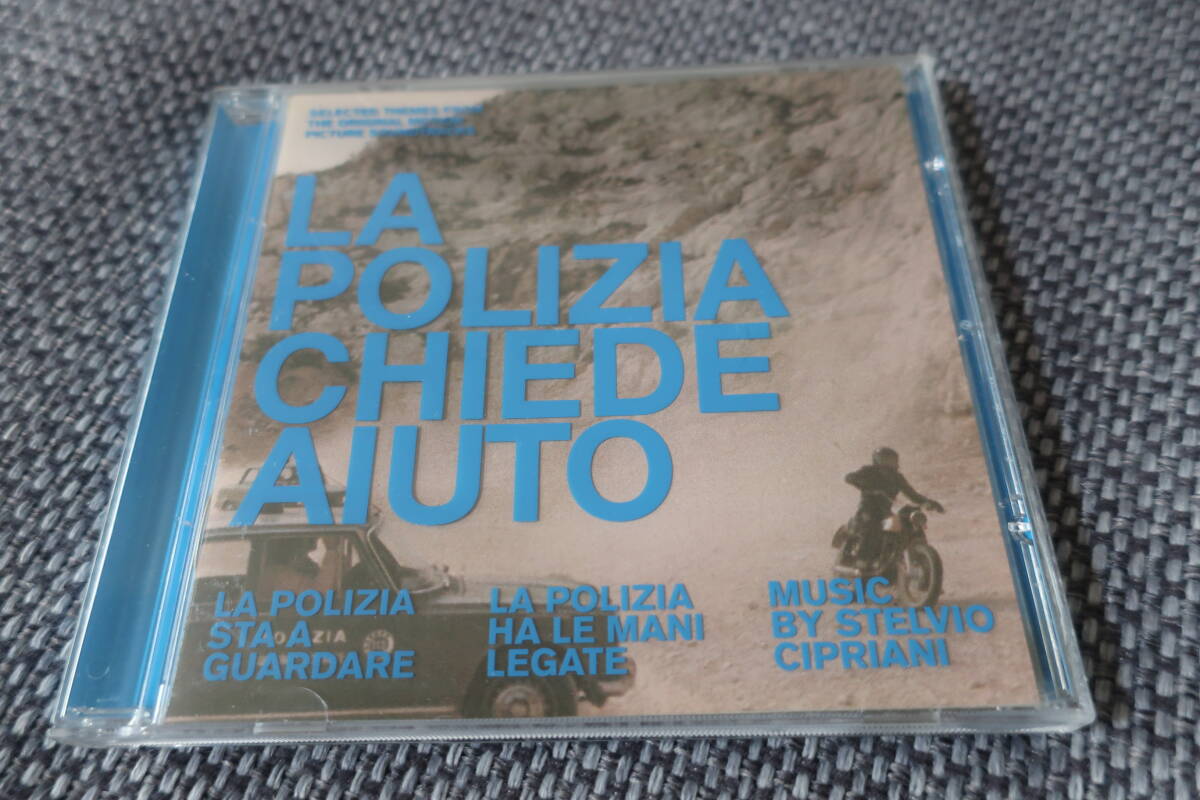 SELECTED THEMES FROM
THE ORIGINAL MOTION
PICTURE SOUNDTRACKS
LA
POLIZIA
CHIEDE
AIUTO
LA POLIZIA
STA A
GUARDARE
LA POLIZIA
HA LE MANI
LEGATE
MUSIC
BY STELVIO
CIPRIANI